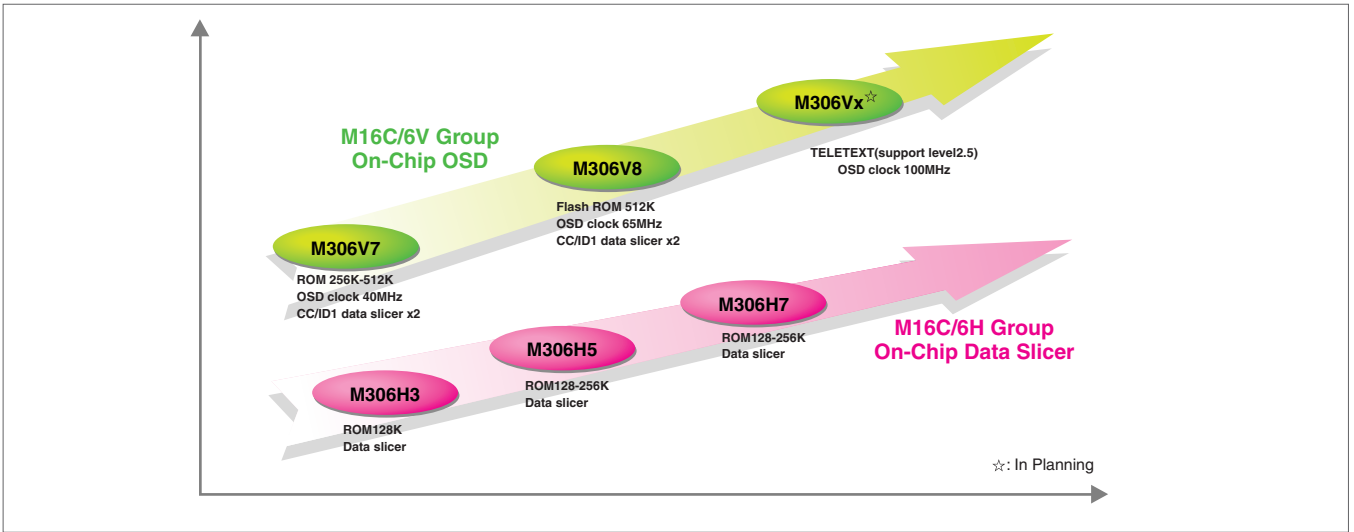 M306Vx☆
TELETEXT(support level2.5)
OSD clock 100MHz
M16C/6V Group
On-Chip OSD
M306V8
Flash ROM 512K
OSD clock 65MHz
CC/ID1 data slicer x2
M306V7
ROM 256K-512K
OSD clock 40MHz
CC/ID1 data slicer x2
M306H7
ROM128-256K
Data slicer
M16C/6H Group
On-Chip Data Slicer
M306H5
ROM128-256K
Data slicer
M306H3
ROM128K
Data slicer
☆: In Planning